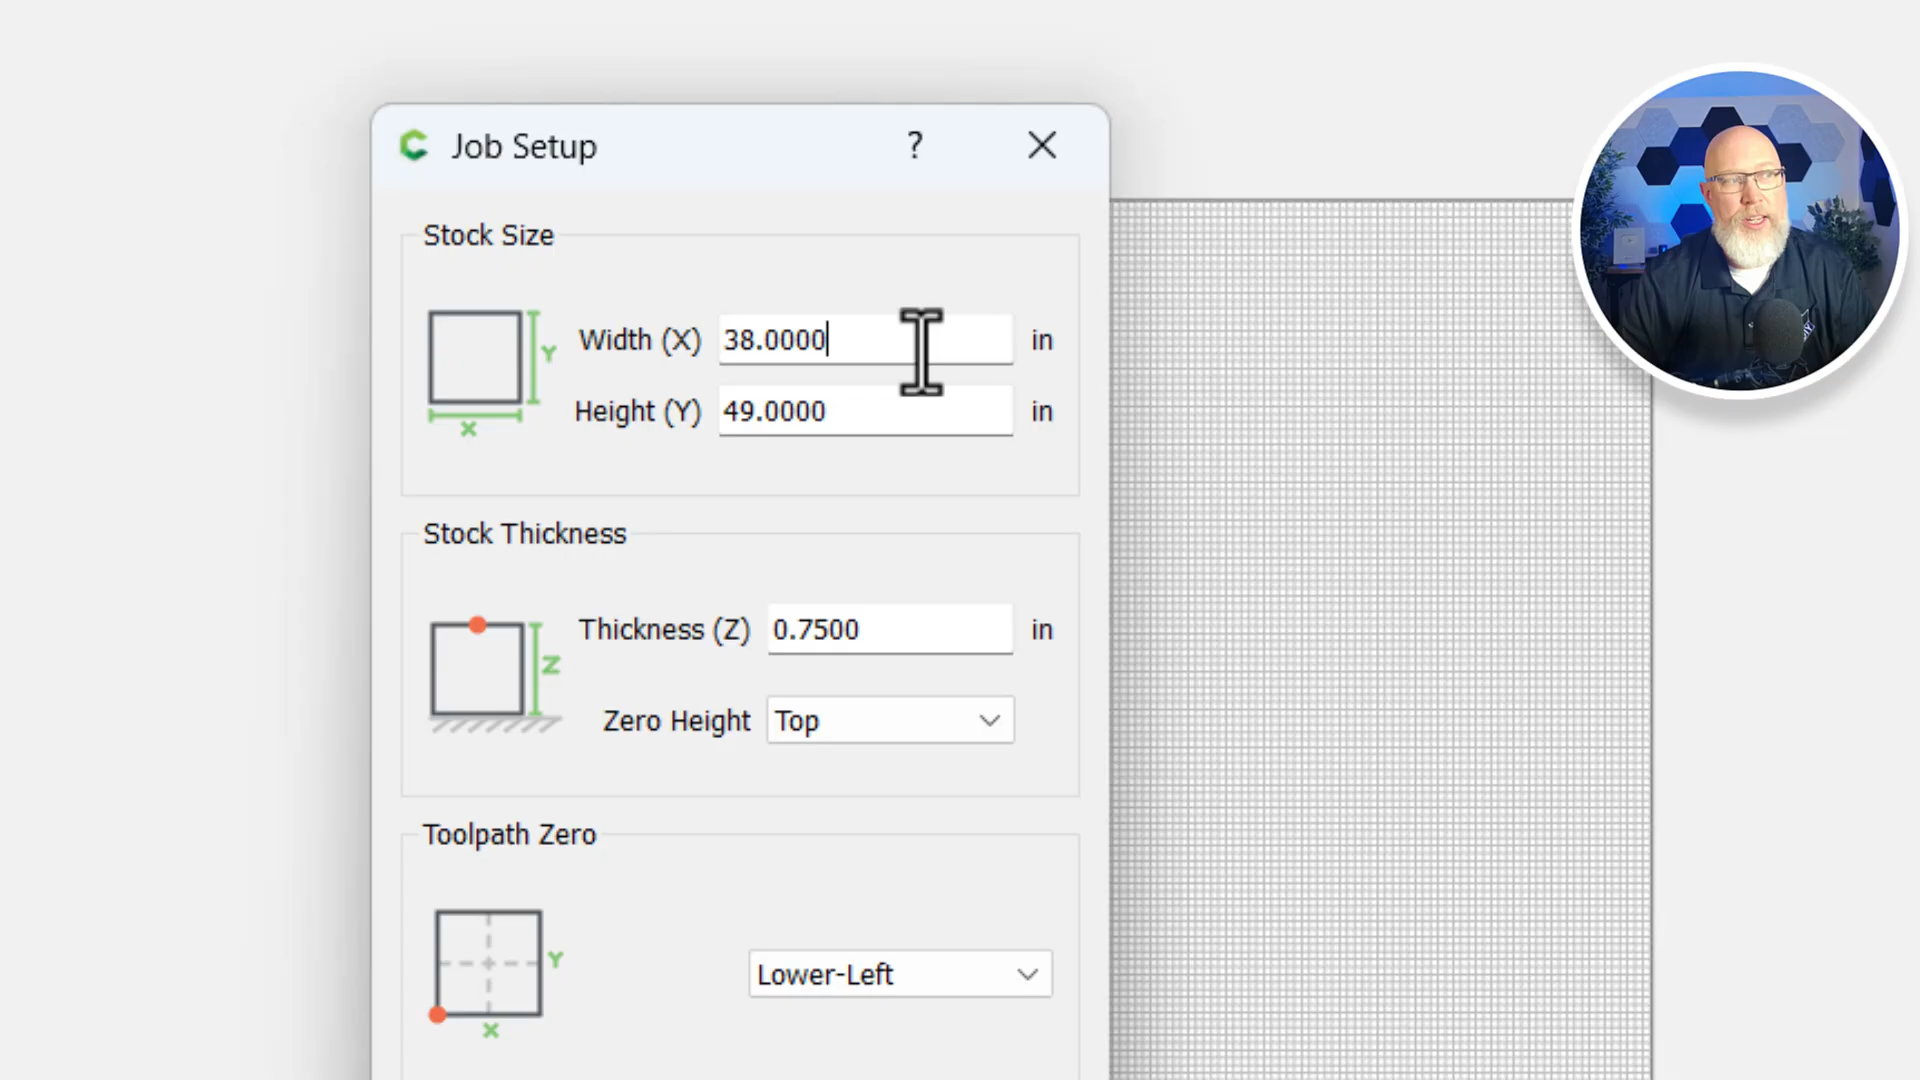 Job Setup ? X
Stock Size
Y
Width (X) 38.0000 in
Height (Y) 49.0000 in
X
Stock Thickness
Thickness (Z) 0.7500 in
Z
Zero Height Top
Toolpath Zero
Y
Lower-Left
X